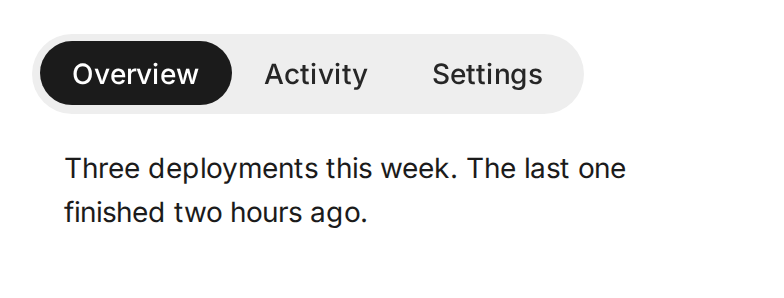 Overview Activity Settings
Three deployments this week. The last one
finished two hours ago.